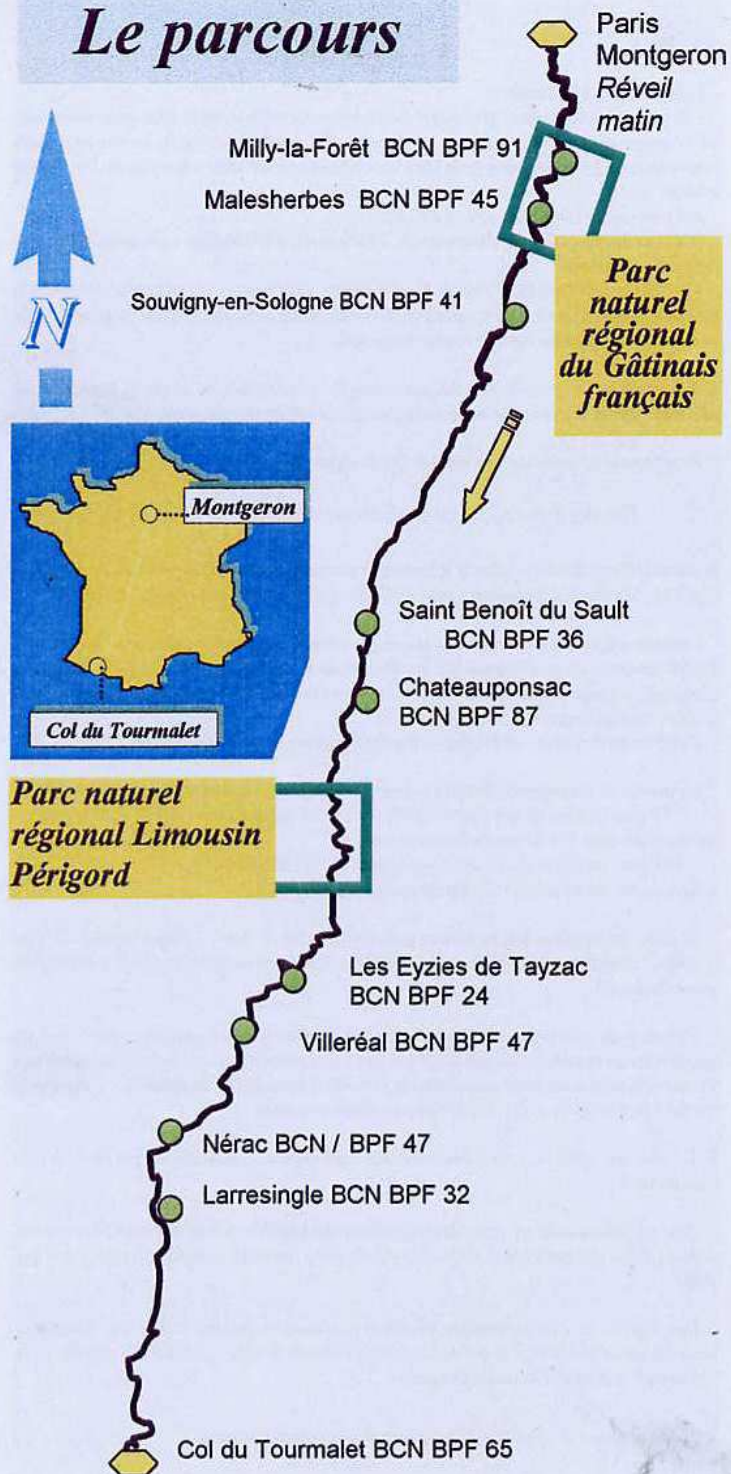 Le parcours
Paris
Montgeron
Réveil
matin
Milly-la-Forêt BCN BPF 91
Malesherbes BCN BPF 45
Souvigny-en-Sologne BCN BPF 41
Parc
naturel
régional
du Gâtinais
français
N
Montgeron
Col du Tourmalet
Saint Benoît du Sault
BCN BPF 36
Chateauponsac
BCN BPF 87
Parc naturel
régional Limousin
Périgord
Les Eyzies de Tayzac
BCN BPF 24
Villeréal BCN BPF 47
Nérac BCN / BPF 47
Larresingle BCN BPF 32
Col du Tourmalet BCN BPF 65